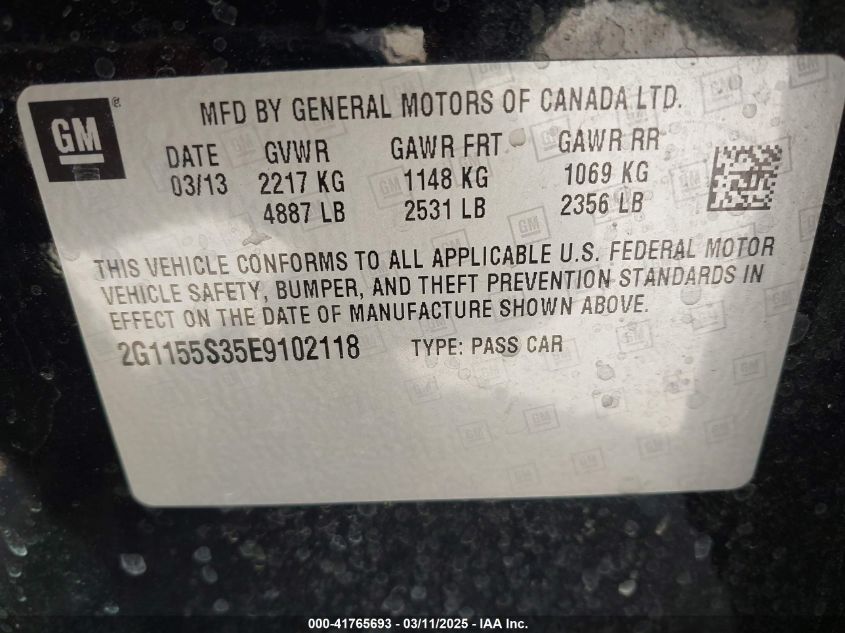 GM ®
MFD BY GENERAL MOTORS OF CANADA LTD.
DATE GVWR GAWR FRT GAWR RR
03/13 2217 KG 1148 KG 1069 KG
4887 LB 2531 LB 2356 LB
THIS VEHICLE CONFORMS TO ALL APPLICABLE U.S. FEDERAL MOTOR
VEHICLE SAFETY, BUMPER, AND THEFT PREVENTION STANDARDS IN
EFFECT ON THE DATE OF MANUFACTURE SHOWN ABOVE.
2G1155S35E9102118 TYPE: PASS CAR
000-41765693 - 03/11/2025 - IAA Inc.